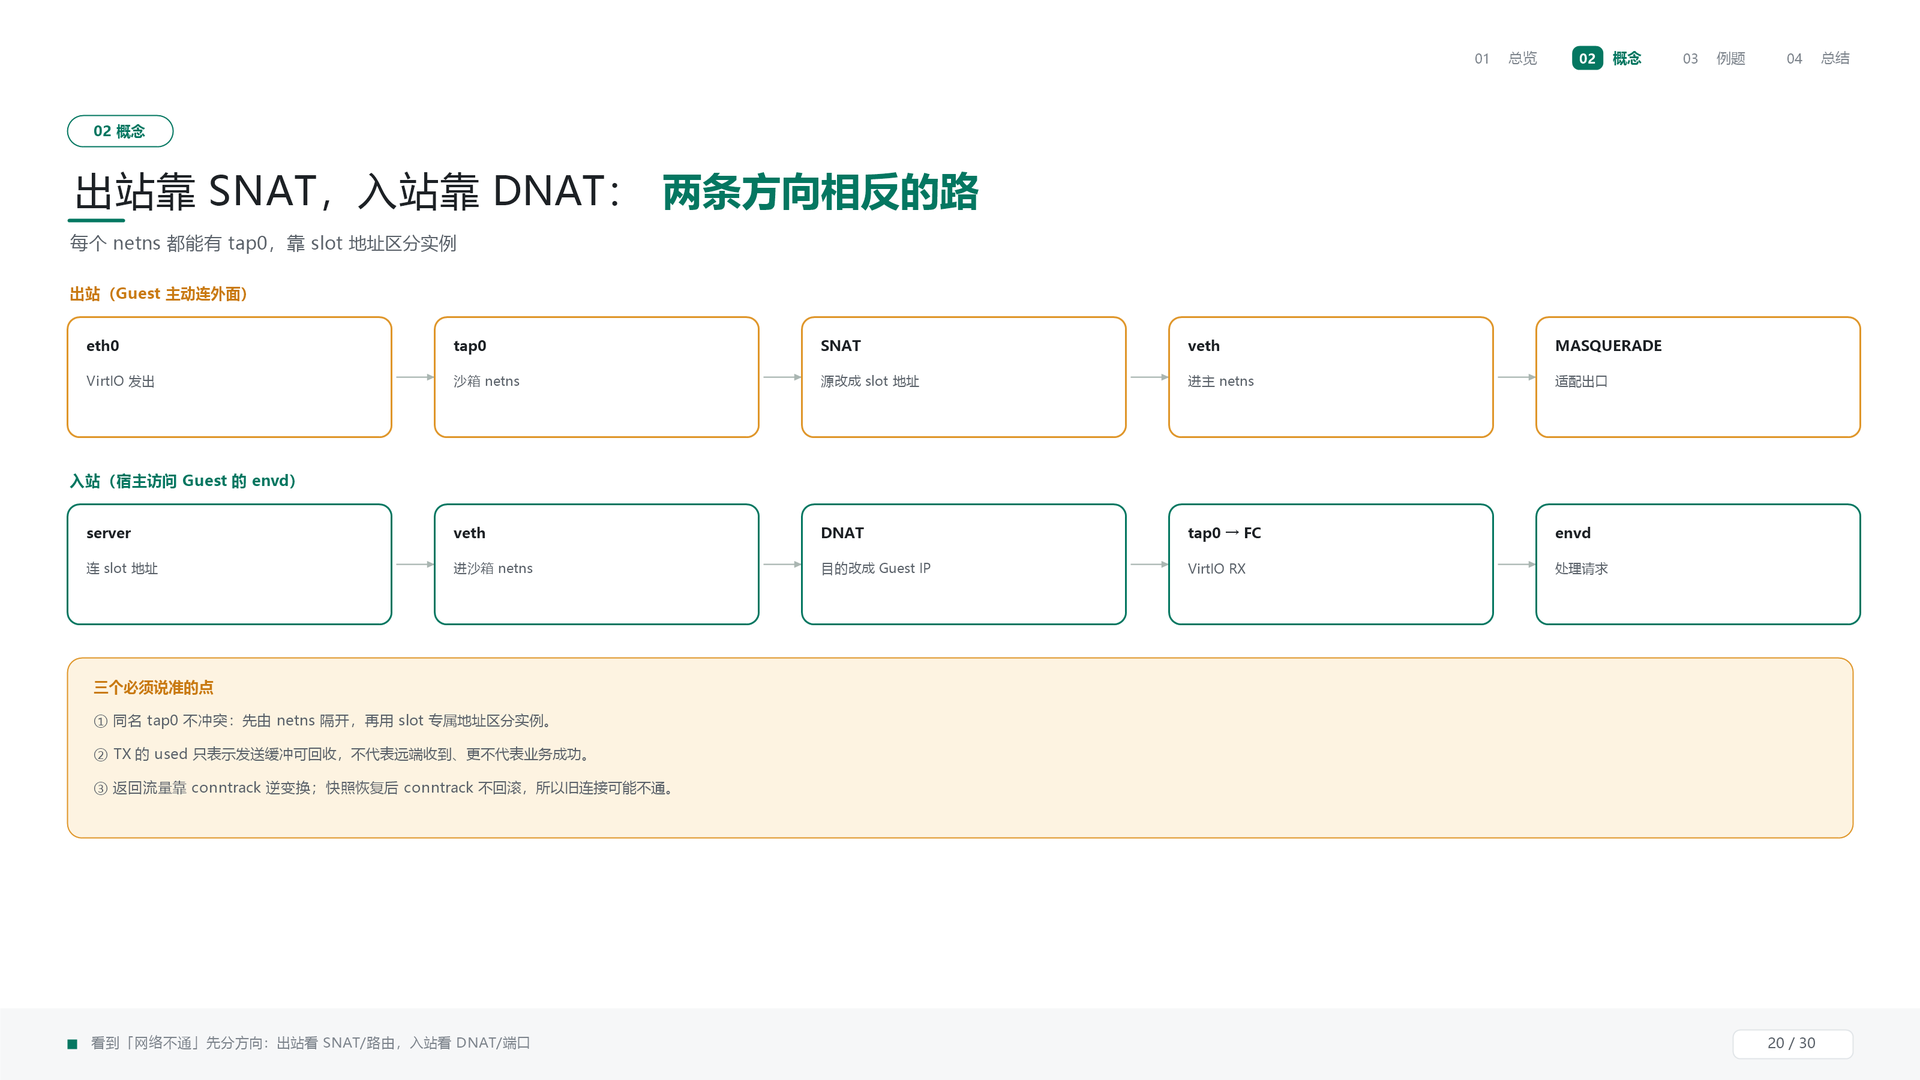 01 总览 02 概念 03 例题 04 总结
02 概念
出站靠 SNAT，入站靠 DNAT： 两条方向相反的路
每个 netns 都能有 tap0，靠 slot 地址区分实例
出站（Guest 主动连外面）
eth0
VirtIO 发出
tap0
沙箱 netns
SNAT
源改成 slot 地址
veth
进主 netns
MASQUERADE
适配出口
入站（宿主访问 Guest 的 envd）
server
连 slot 地址
veth
进沙箱 netns
DNAT
目的改成 Guest IP
tap0 → FC
VirtIO RX
envd
处理请求
三个必须说准的点
① 同名 tap0 不冲突：先由 netns 隔开，再用 slot 专属地址区分实例。
② TX 的 used 只表示发送缓冲可回收，不代表远端收到、更不代表业务成功。
③ 返回流量靠 conntrack 逆变换；快照恢复后 conntrack 不回滚，所以旧连接可能不通。
看到「网络不通」先分方向：出站看 SNAT/路由，入站看 DNAT/端口
20 / 30